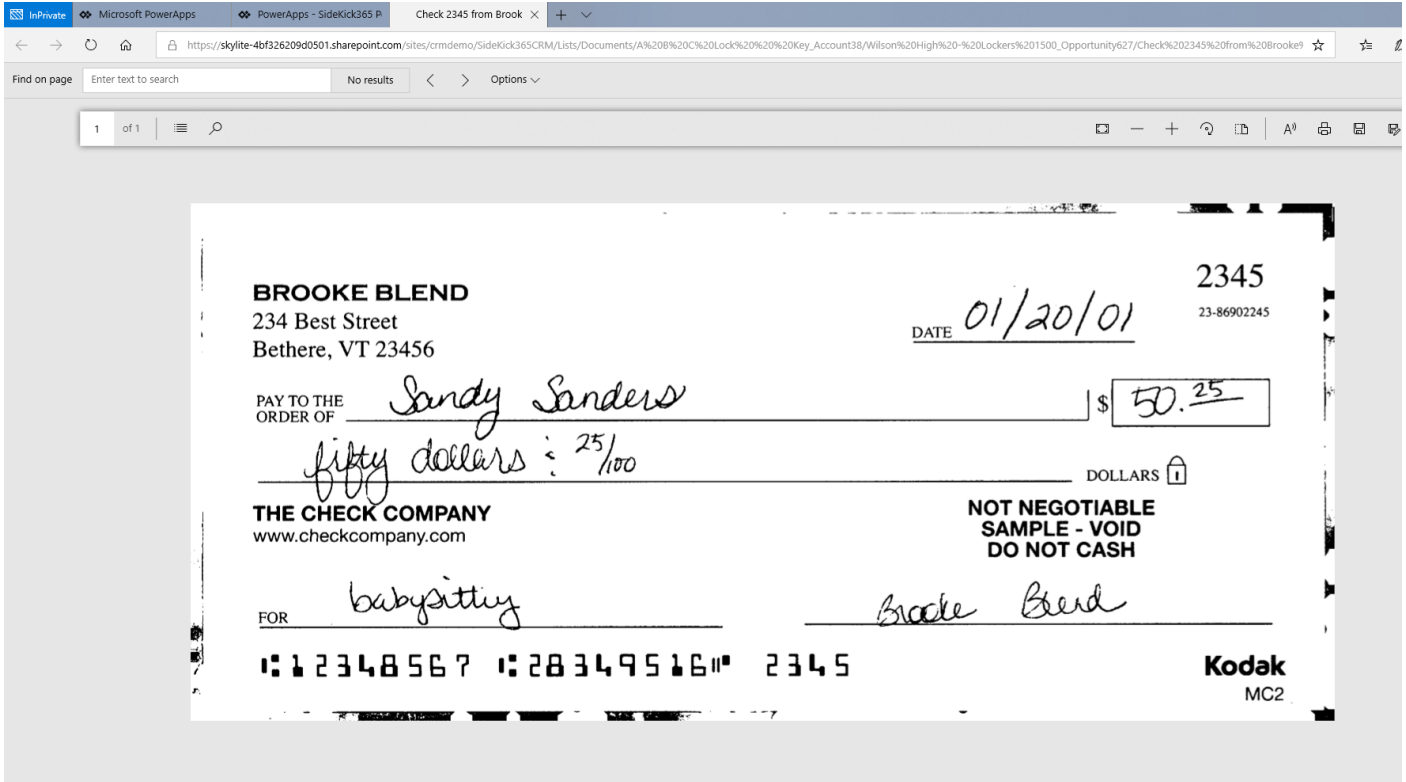 InPrivate Microsoft PowerApps PowerApps - SideKick365 P Check 2345 from Brook
https://skylite-4bf326209d0501.sharepoint.com/sites/crmdemo/SideKick365CRM/Lists/Documents/A%20B%20C%20Lock%20%20%20Key_Account38/Wilson%20High%20-%20Lockers%201500_Opportunity627/Check%202345%20from%20Brooke%
Find on page Enter text to search No results Options
1 of 1
2345
23-86902245
BROOKE BLEND
234 Best Street
Bethere, VT 23456
DATE 01/20/01
PAY TO THE
ORDER OF Sandy Sanders $ 50.25
fifty dollars & 25/100 DOLLARS
THE CHECK COMPANY
www.checkcompany.com
NOT NEGOTIABLE
SAMPLE - VOID
DO NOT CASH
FOR babysitting Brooke Blend
⑆12348567 ⑆283495161⑈ 2345
Kodak
MC2